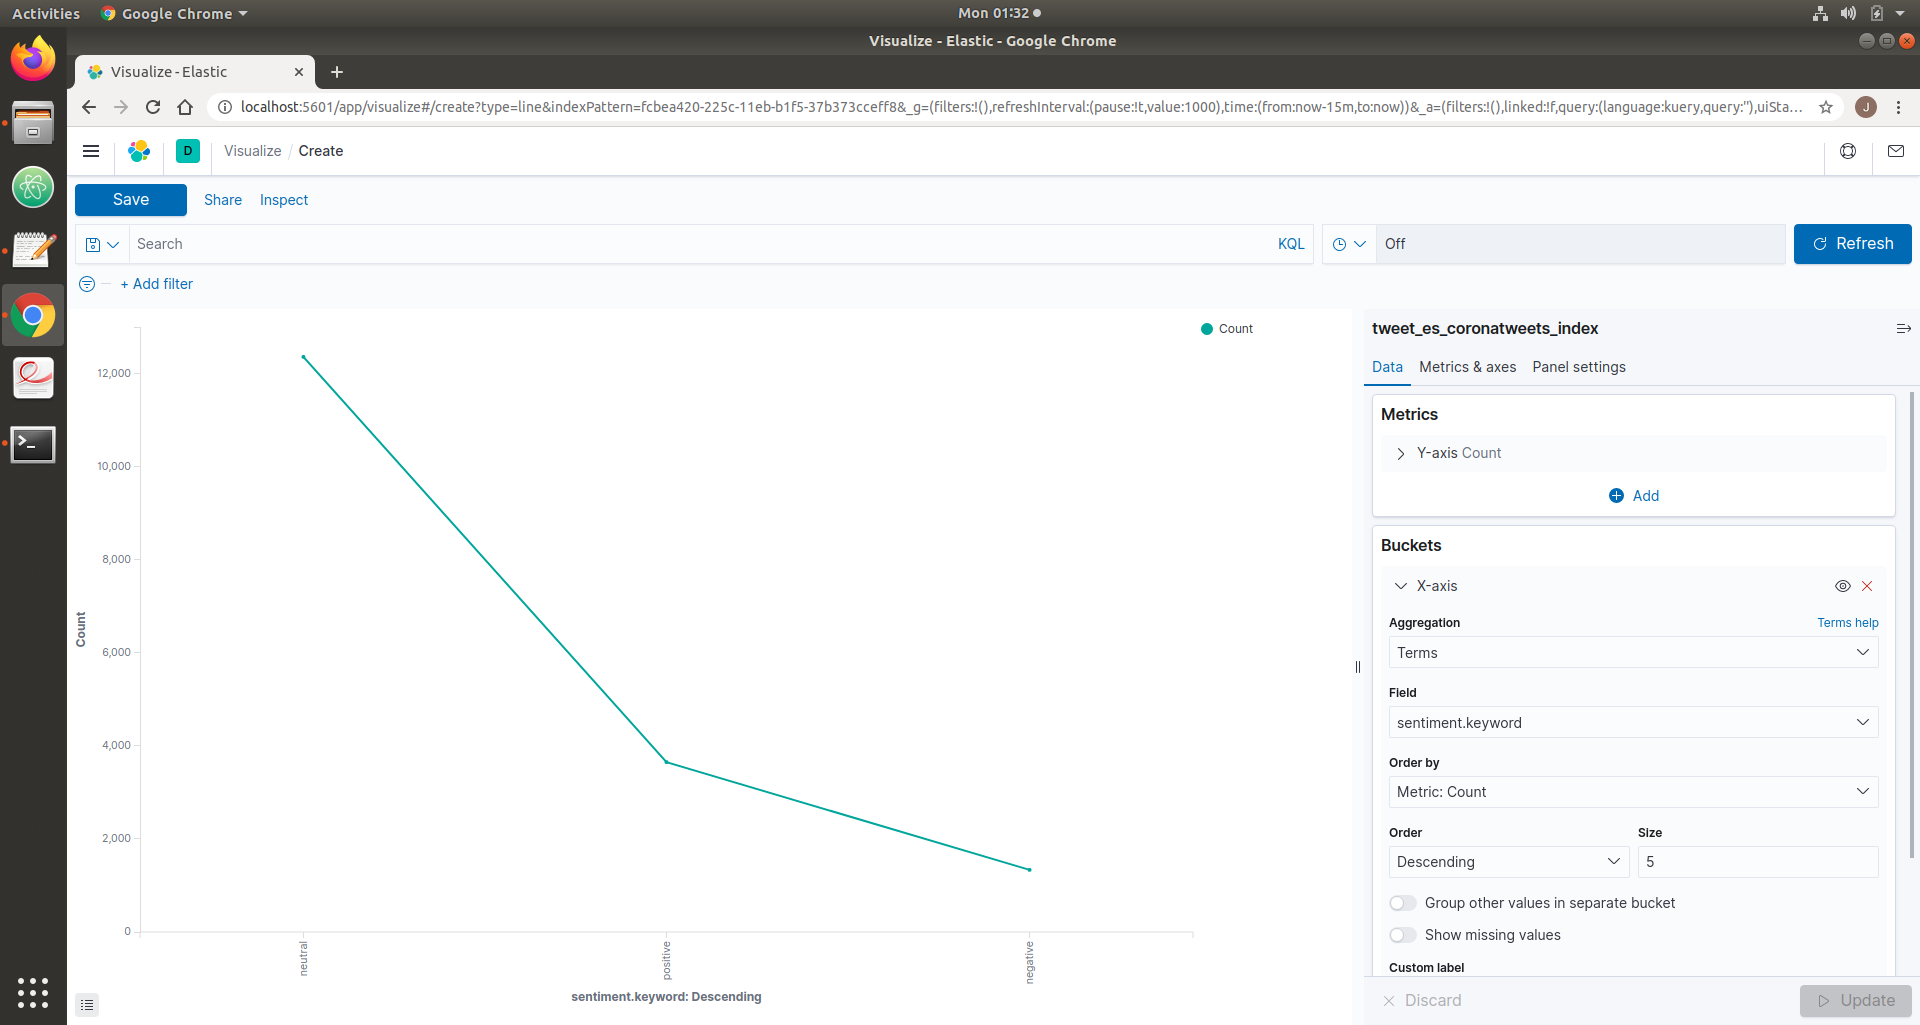 Activities
Google Chrome
Mon 01:32
Visualize - Elastic - Google Chrome
Visualize - Elastic
localhost:5601/app/visualize#/create?type=line&indexPattern=fcbea420-225c-11eb-b1f5-37b373cceff8&_g=(filters:!(),refreshInterval:(pause:!t,value:1000),time:(from:now-15m,to:now))&_a=(filters:!(),linked:!f,query:(language:kuery,query:''),uiSta...
J
D
Visualize / Create
Save
Share
Inspect
Search
KQL
Off
Refresh
+ Add filter
Count
12,000
10,000
8,000
6,000
4,000
2,000
0
Count
neutral
positive
negative
sentiment.keyword: Descending
tweet_es_coronatweets_index
Data
Metrics & axes
Panel settings
Metrics
Y-axis Count
Add
Buckets
X-axis
Aggregation
Terms help
Terms
Field
sentiment.keyword
Order by
Metric: Count
Order
Size
Descending
5
Group other values in separate bucket
Show missing values
Custom label
Discard
Update